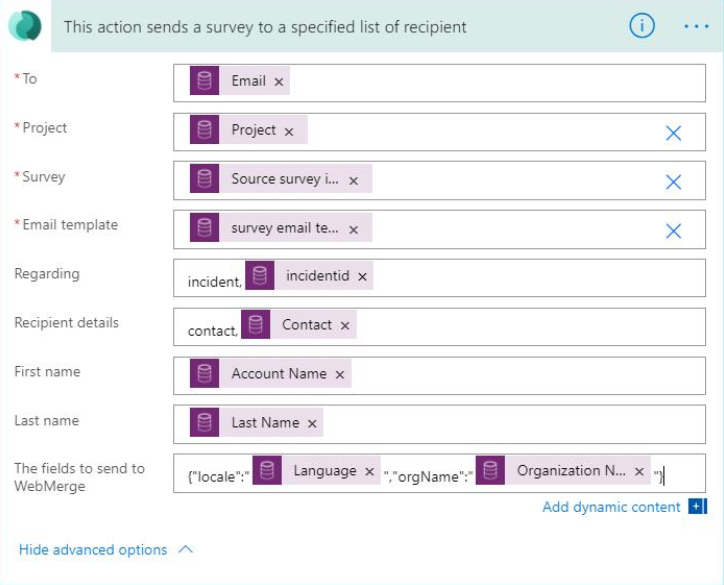 This action sends a survey to a specified list of recipient
* To Email ×
* Project Project ×
* Survey Source survey i... ×
* Email template survey email te... ×
Regarding incident, incidentid ×
Recipient details contact, Contact ×
First name Account Name ×
Last name Last Name ×
The fields to send to
WebMerge {"locale":" Language × ","orgName":" Organization N... × "}
Add dynamic content +
Hide advanced options